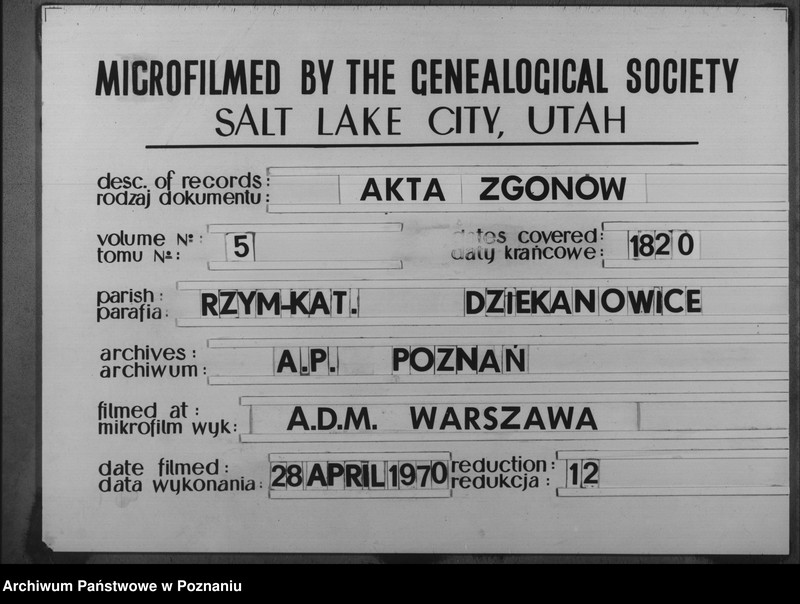 MICROFILMED BY THE GENEALOGICAL SOCIETY
SALT LAKE CITY, UTAH
desc. of records: AKTA ZGONÓW
rodzaj dokumentu:
volume №: 5 dates covered: 1820
tomu №: daty krańcowe:
parish: RZYM-KAT. DZIEKANOWICE
parafia:
archives: A.P. POZNAŃ
archiwum:
filmed at: A.D.M. WARSZAWA
mikrofilm wyk:
date filmed: 28 APRIL 1970 reduction: 12
data wykonania: redukcja:
Archiwum Państwowe w Poznaniu